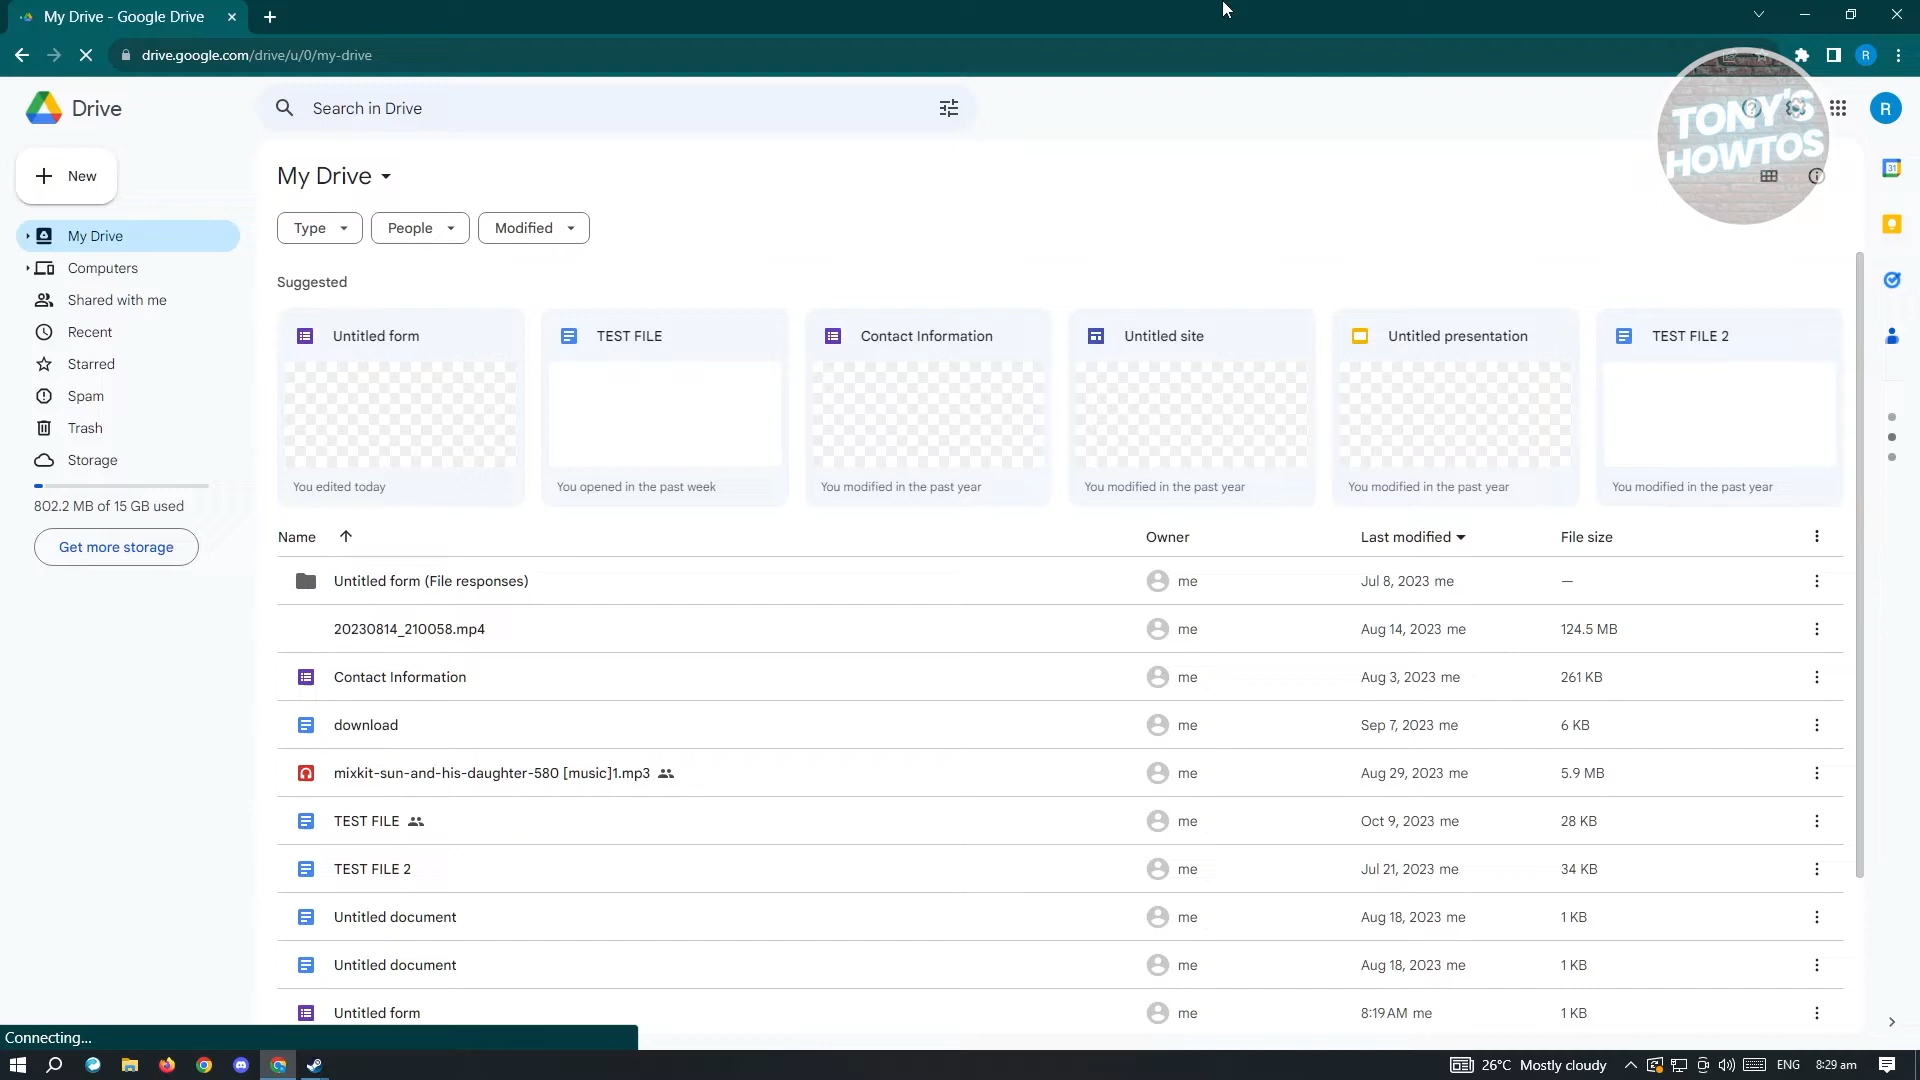 My Drive - Google Drive
drive.google.com/drive/u/0/my-drive
R
Drive
Search in Drive
TONY'S
HOWTOS
R
New
My Drive
31
Type
People
Modified
My Drive
Computers
Shared with me
Recent
Starred
Spam
Trash
Storage
802.2 MB of 15 GB used
Get more storage
Suggested
Untitled form
TEST FILE
Contact Information
Untitled site
Untitled presentation
TEST FILE 2
You edited today
You opened in the past week
You modified in the past year
You modified in the past year
You modified in the past year
You modified in the past year
Name
Owner
Last modified
File size
Untitled form (File responses) me Jul 8, 2023 me —
20230814_210058.mp4 me Aug 14, 2023 me 124.5 MB
Contact Information me Aug 3, 2023 me 261 KB
download me Sep 7, 2023 me 6 KB
mixkit-sun-and-his-daughter-580 [music]1.mp3 me Aug 29, 2023 me 5.9 MB
TEST FILE me Oct 9, 2023 me 28 KB
TEST FILE 2 me Jul 21, 2023 me 34 KB
Untitled document me Aug 18, 2023 me 1 KB
Untitled document me Aug 18, 2023 me 1 KB
Untitled form me 8:19 AM me 1 KB
Connecting...
26°C Mostly cloudy
ENG
8:29 am